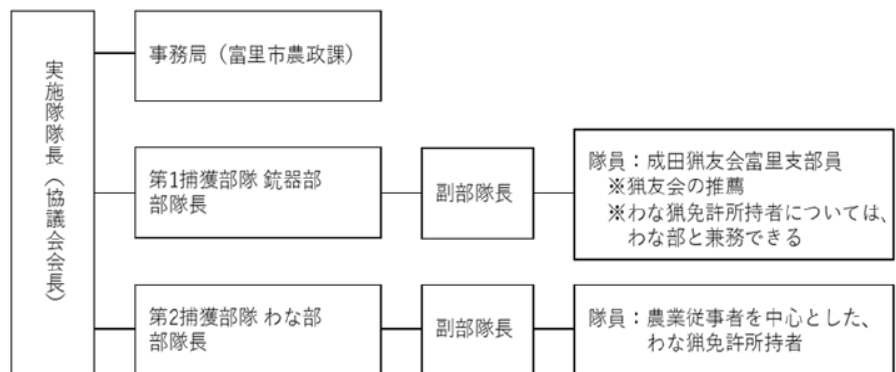 実施隊隊長（協議会会長）
事務局（富里市農政課）
第1捕獲部隊 銃器部
部隊長
副部隊長
隊員：成田猟友会富里支部員
※猟友会の推薦
※わな猟免許所持者については、
わな部と兼務できる
第2捕獲部隊 わな部
部隊長
副部隊長
隊員：農業従事者を中心とした、
わな猟免許所持者